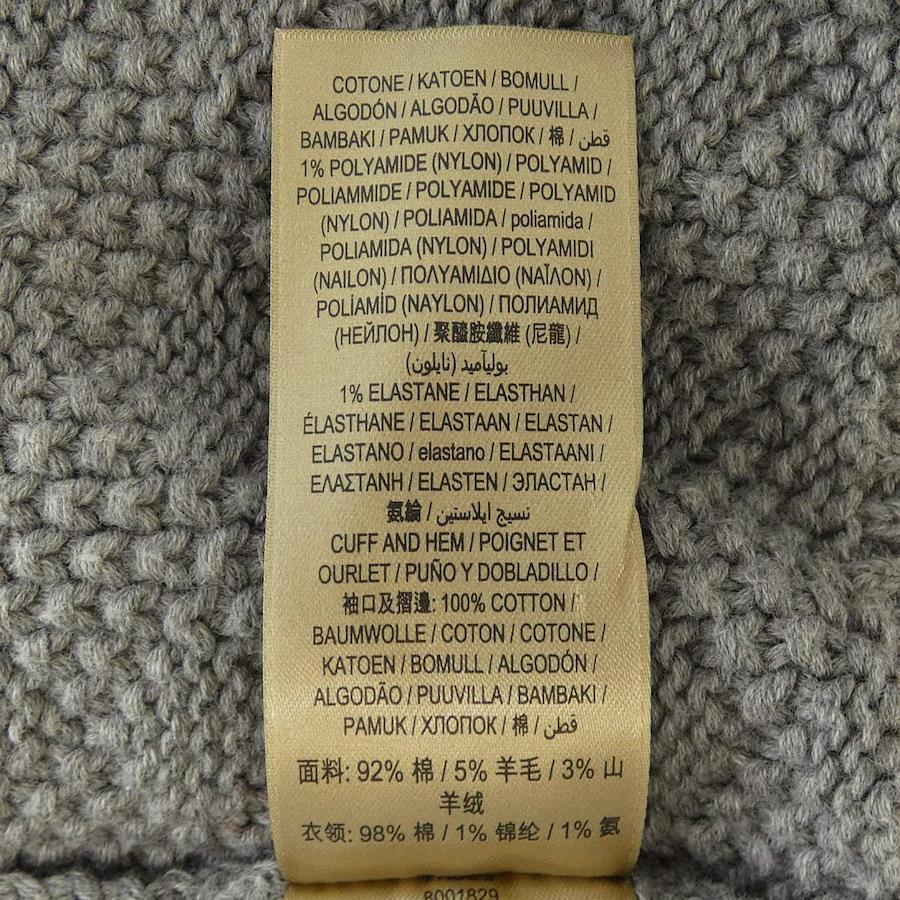 COTONE / KATOEN / BOMULL /
ALGODÓN / ALGODÃO / PUUVILLA /
BAMBAKI / PAMUK / ХЛОПОК / 棉 / قطن
1% POLYAMIDE (NYLON) / POLYAMID /
POLIAMMIDE / POLYAMIDE / POLYAMID
(NYLON) / POLIAMIDA / poliamida /
POLIAMIDA (NYLON) / POLYAMIDI
(NAILON) / ΠΟΛΥΑΜΙΔΙΟ (ΝΑΪΛΟΝ) /
POLİAMİD (NAYLON) / ПОЛИАМИД
(НЕЙЛОН) / 聚醯胺纖維 (尼龍) /
بوليآميد (نايلون)
1% ELASTANE / ELASTHAN /
ÉLASTHANE / ELASTAAN / ELASTAN /
ELASTANO / elastano / ELASTAANI /
ΕΛΑΣΤΑΝΗ / ELASTEN / ЭЛАСТАН /
氨綸 / نسيج ايلاستين
CUFF AND HEM / POIGNET ET
OURLET / PUÑO Y DOBLADILLO /
袖口及摺邊: 100% COTTON /
BAUMWOLLE / COTON / COTONE /
KATOEN / BOMULL / ALGODÓN /
ALGODÃO / PUUVILLA / BAMBAKI /
PAMUK / ХЛОПОК / 棉 / قطن
面料: 92% 棉 / 5% 羊毛 / 3% 山
羊绒
衣领: 98% 棉 / 1% 锦纶 / 1% 氨
8001829